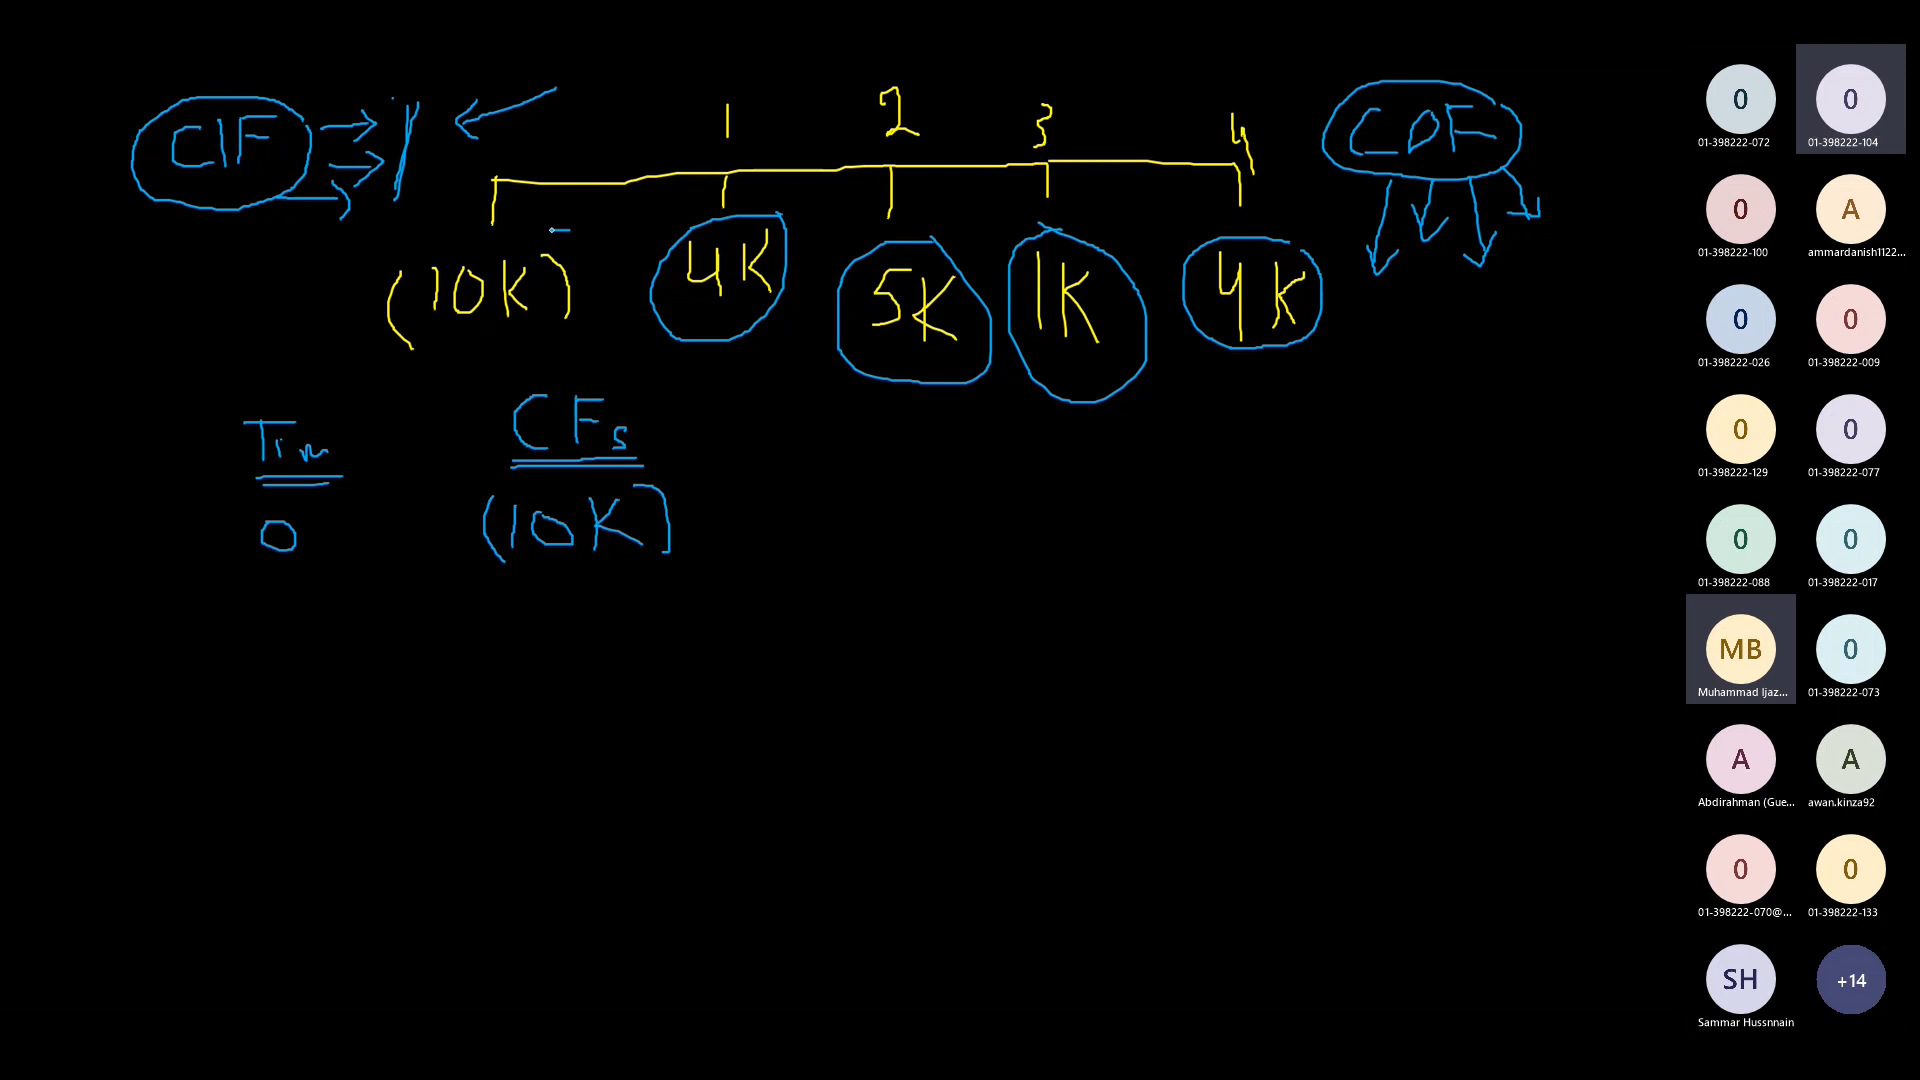 CIF
1 2 3 4
COF
(10K) 4K 5K 1K 4K
Tim CFs
0 (10K)
0 0
01-398222-072 01-398222-104
0 A
01-398222-100 ammardanish1122...
0 0
01-398222-026 01-398222-009
0 0
01-398222-129 01-398222-077
0 0
01-398222-088 01-398222-017
MB 0
Muhammad Ijaz... 01-398222-073
A A
Abdirahman (Gue... awan.kinza92
0 0
01-398222-070@... 01-398222-133
SH +14
Sammar Hussnnain